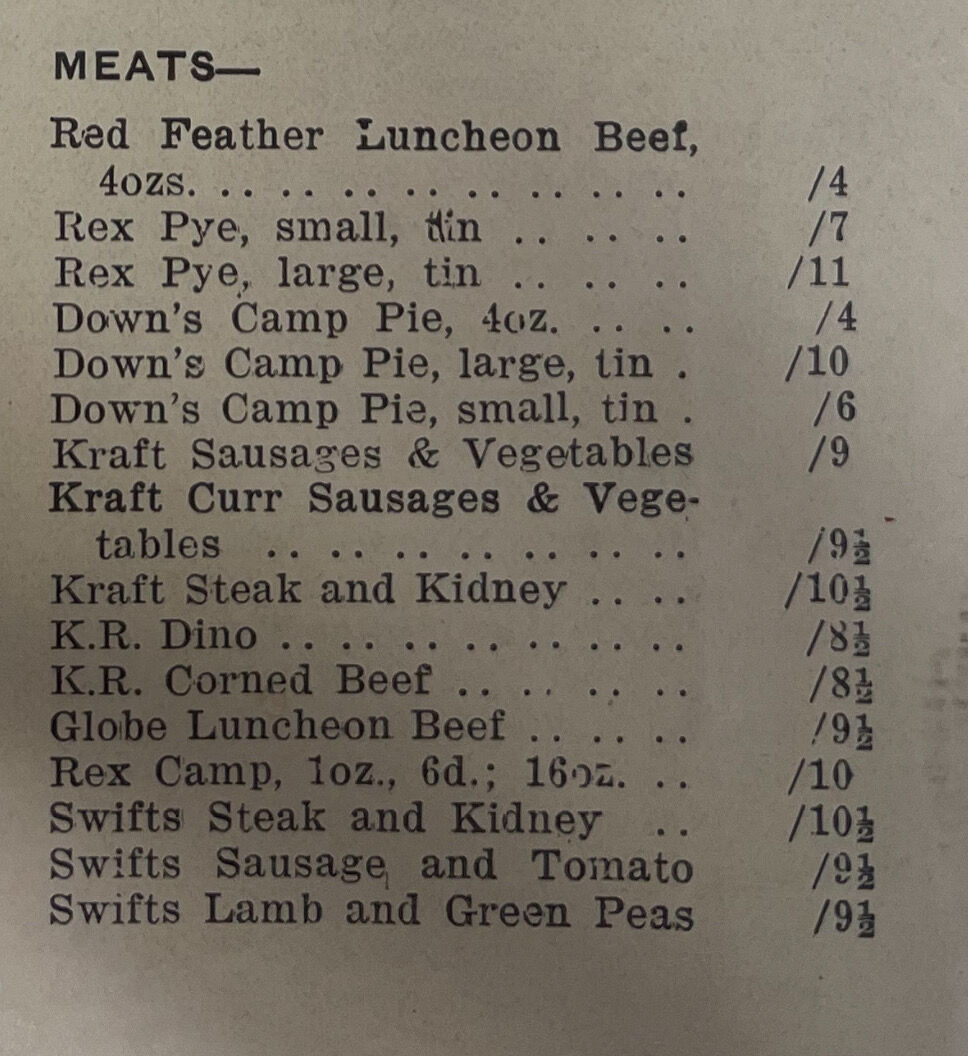 MEATS—
Red Feather Luncheon Beef,
4ozs. . . . . . . . . . . . . . . . /4
Rex Pye, small, tin . . . . . . /7
Rex Pye, large, tin . . . . . . /11
Down's Camp Pie, 4oz. . . . . /4
Down's Camp Pie, large, tin . /10
Down's Camp Pie, small, tin . /6
Kraft Sausages & Vegetables /9
Kraft Curr Sausages & Vege-
tables . . . . . . . . . . . . . . /9½
Kraft Steak and Kidney . . . . /10½
K.R. Dino . . . . . . . . . . . . . /8½
K.R. Corned Beef . . . . . . . . /8½
Globe Luncheon Beef . . . . . . /9½
Rex Camp, 1oz., 6d.; 16oz. . . /10
Swifts Steak and Kidney . . /10½
Swifts Sausage and Tomato /9½
Swifts Lamb and Green Peas /9½